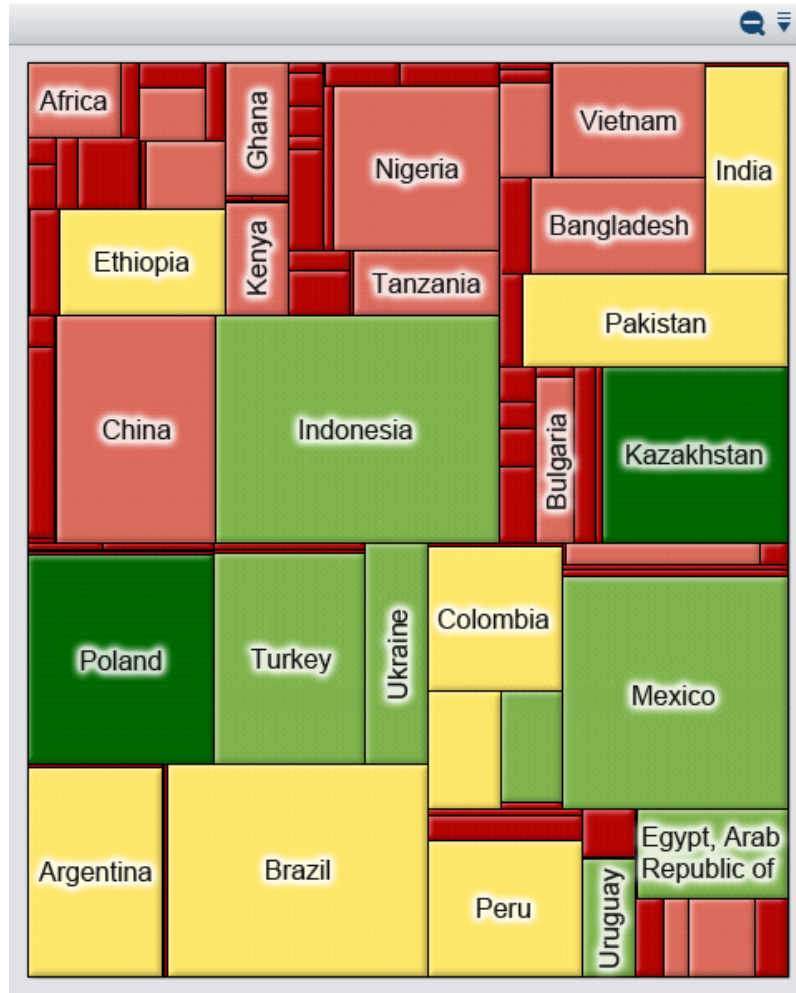 Africa
Ghana
Nigeria
Vietnam
India
Bangladesh
Ethiopia
Kenya
Tanzania
Pakistan
China
Indonesia
Bulgaria
Kazakhstan
Poland
Turkey
Ukraine
Colombia
Mexico
Argentina
Brazil
Peru
Uruguay
Egypt, Arab
Republic of